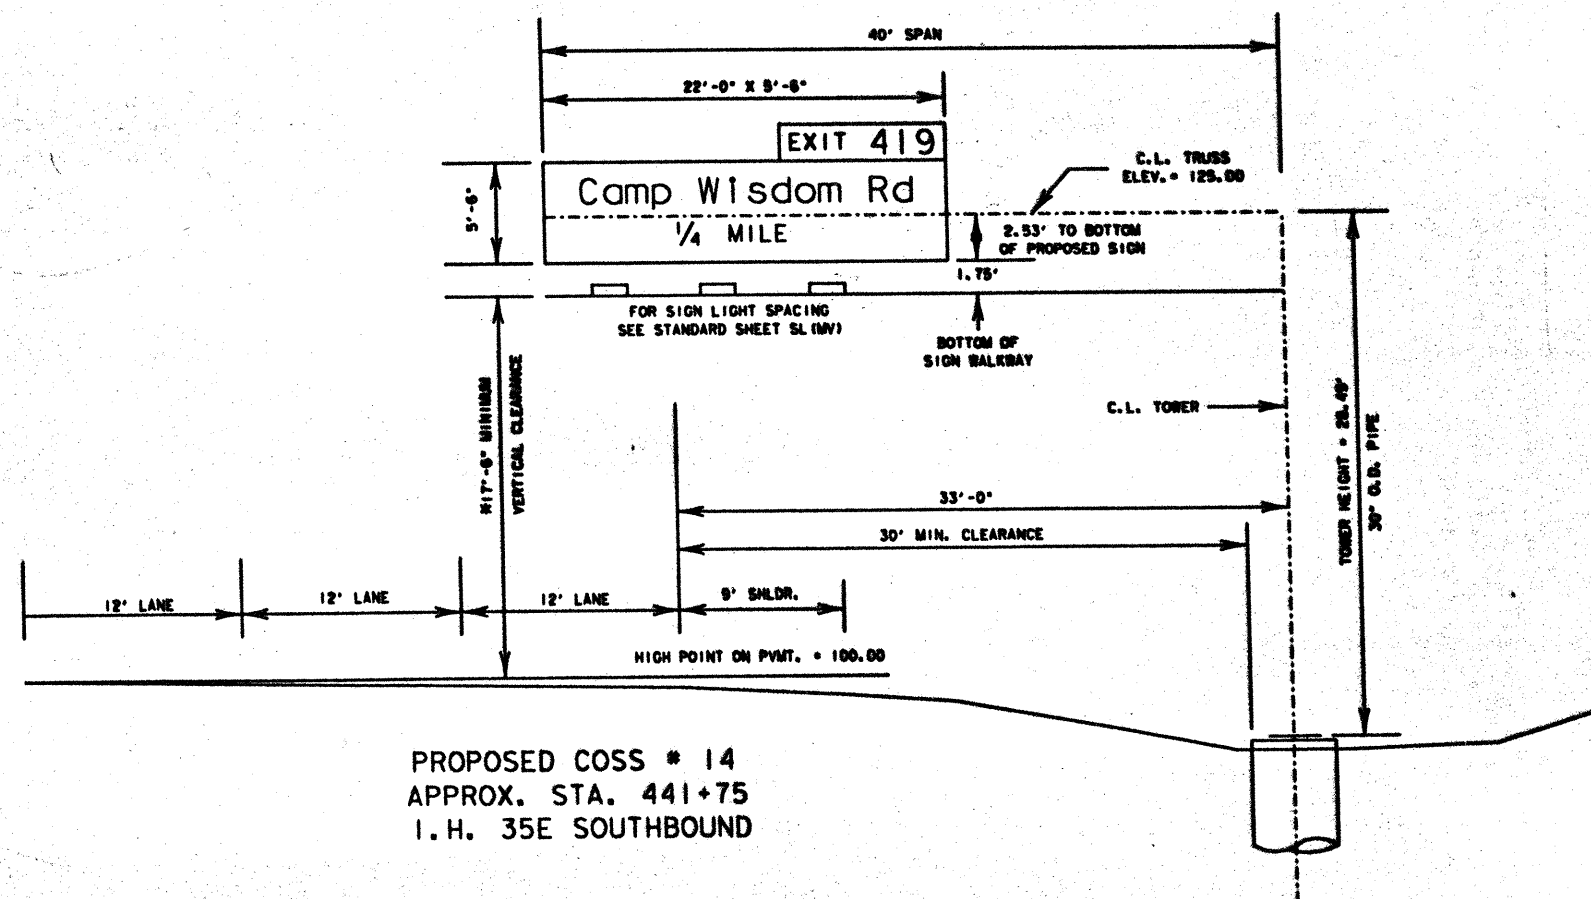 40' SPAN
22'-0" X 5'-6"
EXIT 419
C.L. TRUSS
ELEV. = 125.00
Camp Wisdom Rd
5'-6"
1/4 MILE
2.53' TO BOTTOM
OF PROPOSED SIGN
1.75'
FOR SIGN LIGHT SPACING
SEE STANDARD SHEET SL(MV)
BOTTOM OF
SIGN WALKWAY
*17'-6" MINIMUM
VERTICAL CLEARANCE
C.L. TOWER
TOWER HEIGHT = 28.49'
30" O.D. PIPE
33'-0"
30' MIN. CLEARANCE
12' LANE
12' LANE
12' LANE
9' SHLDR.
HIGH POINT ON PVMT. = 100.00
PROPOSED COSS # 14
APPROX. STA. 441+75
I.H. 35E SOUTHBOUND